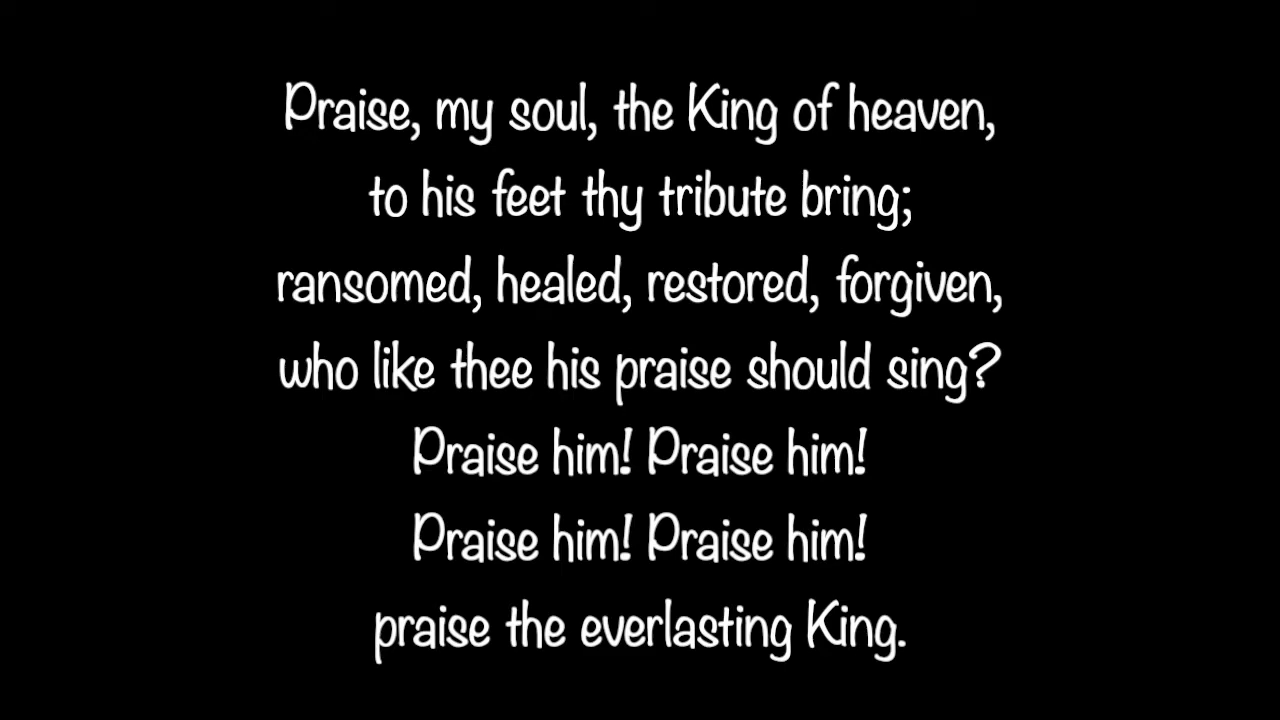 Praise, my soul, the King of heaven,
to his feet thy tribute bring;
ransomed, healed, restored, forgiven,
who like thee his praise should sing?
Praise him! Praise him!
Praise him! Praise him!
praise the everlasting King.